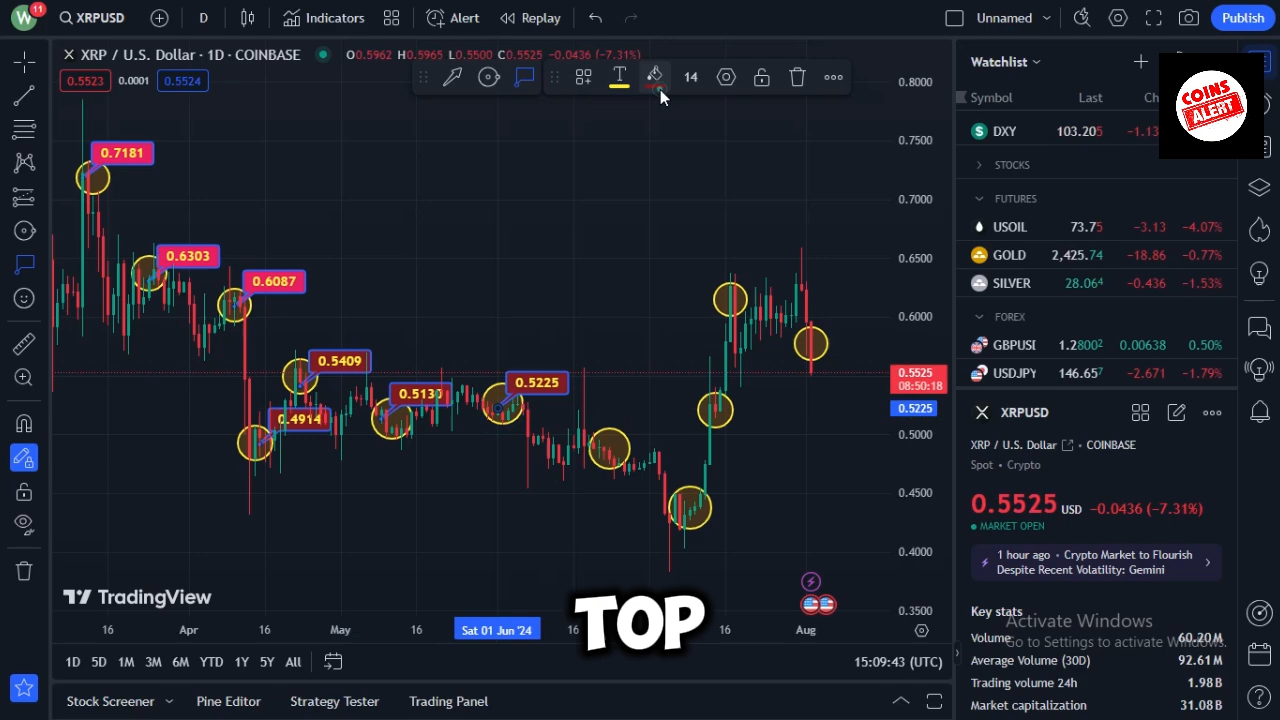 W 11 XRPUSD D Indicators Alert Replay Unnamed Publish
XRP / U.S. Dollar · 1D · COINBASE O0.5962 H0.5965 L0.5500 C0.5525 −0.0436 (−7.31%)
0.5523 0.0001 0.5524
14
Watchlist
Symbol Last Ch
COINS
ALERT
DXY 103.205 −1.13
STOCKS
FUTURES
USOIL 73.75 −3.13 −4.07%
GOLD 2,425.74 −18.86 −0.77%
SILVER 28.064 −0.436 −1.53%
FOREX
GBPUSI 1.28002 0.00638 0.50%
USDJPY 146.657 −2.671 −1.79%
0.8000
0.7500
0.7000
0.6500
0.6000
0.5525
08:50:18
0.5225
0.5000
0.4500
0.4000
0.3500
0.7181
0.6303
0.6087
0.5409
0.4914
0.5130
0.5225
XRPUSD
XRP / U.S. Dollar • COINBASE
Spot • Crypto
0.5525 USD −0.0436 (−7.31%)
MARKET OPEN
1 hour ago • Crypto Market to Flourish
Despite Recent Volatility: Gemini
Key stats
Volume 60.20M
Average Volume (30D) 92.61M
Trading volume 24h 1.98B
Market capitalization 31.08B
Activate Windows
Go to Settings to activate Windows.
TradingView
TOP
16 Apr 16 May 16 Sat 01 Jun '24 16 16 Aug
1D 5D 1M 3M 6M YTD 1Y 5Y All 15:09:43 (UTC)
Stock Screener Pine Editor Strategy Tester Trading Panel